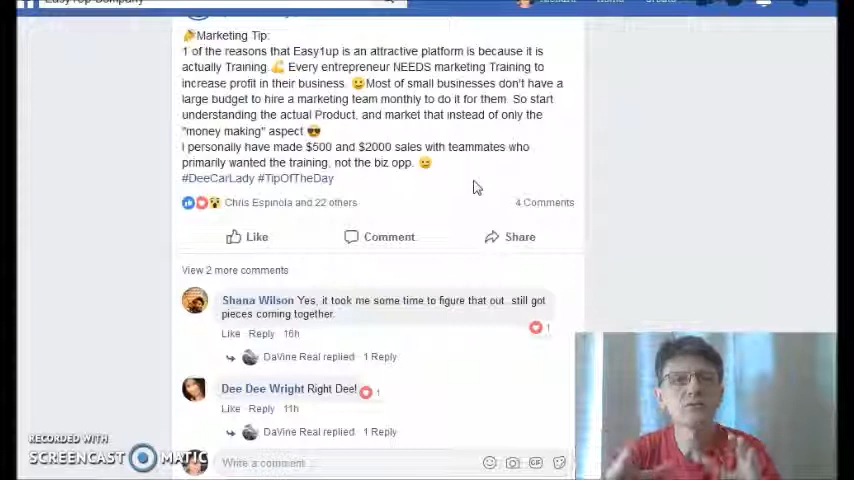 Marketing Tip:
1 of the reasons that Easy1up is an attractive platform is because it is
actually Training. Every entrepreneur NEEDS marketing Training to
increase profit in their business. Most of small businesses don't have a
large budget to hire a marketing team monthly to do it for them. So start
understanding the actual Product, and market that instead of only the
"money making" aspect
I personally have made $500 and $2000 sales with teammates who
primarily wanted the training, not the biz opp.
#DeeCarLady #TipOfTheDay
Chris Espinola and 22 others 4 Comments
Like Comment Share
View 2 more comments
Shana Wilson Yes, it took me some time to figure that out..still got
pieces coming together.
1
Like Reply 16h
DaVine Real replied 1 Reply
Dee Dee Wright Right Dee! 1
Like Reply 11h
DaVine Real replied 1 Reply
Write a comment... GIF
RECORDED WITH
SCREENCAST MATIC